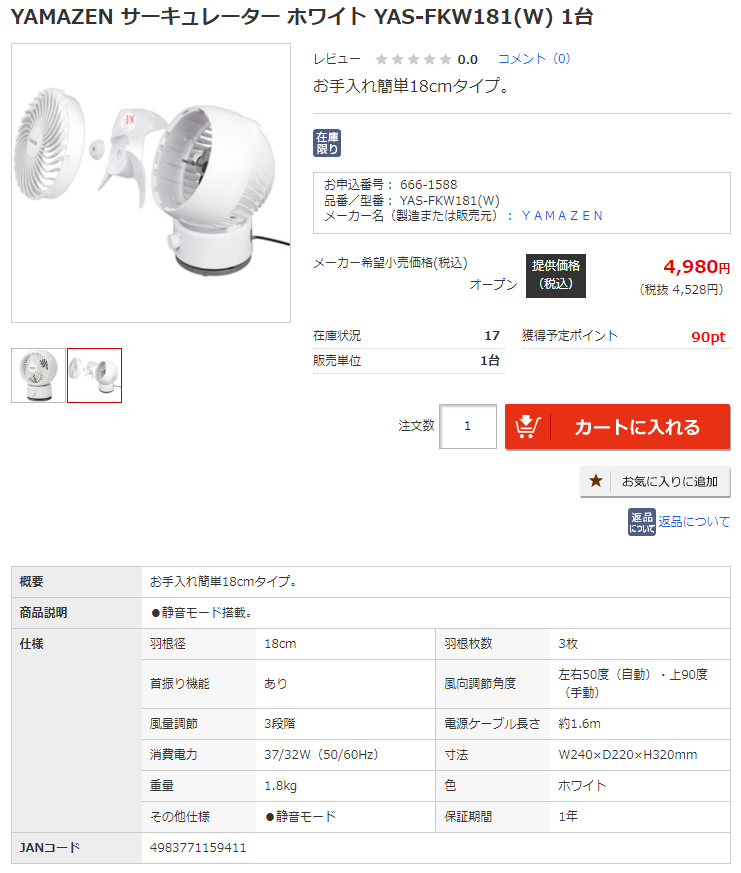 YAMAZEN サーキュレーター ホワイト YAS-FKW181(W) 1台
レビュー ★★★★★ 0.0 コメント（0）
お手入れ簡単18cmタイプ。
在庫
限り
お申込番号： 666-1588
品番／型番： YAS-FKW181(W)
メーカー名（製造または販売元）： ＹＡＭＡＺＥＮ
メーカー希望小売価格(税込)
オープン
提供価格
（税込）
4,980円
（税抜 4,528円）
在庫状況 17 獲得予定ポイント 90pt
販売単位 1台
注文数 1 カートに入れる
★ お気に入りに追加
返品
について
返品について
概要 お手入れ簡単18cmタイプ。
商品説明 ●静音モード搭載。
仕様 羽根径 18cm 羽根枚数 3枚
首振り機能 あり 風向調節角度 左右50度（自動）・上90度
（手動）
風量調節 3段階 電源ケーブル長さ 約1.6m
消費電力 37/32W（50/60Hz） 寸法 W240×D220×H320mm
重量 1.8kg 色 ホワイト
その他仕様 ●静音モード 保証期間 1年
JANコード 4983771159411